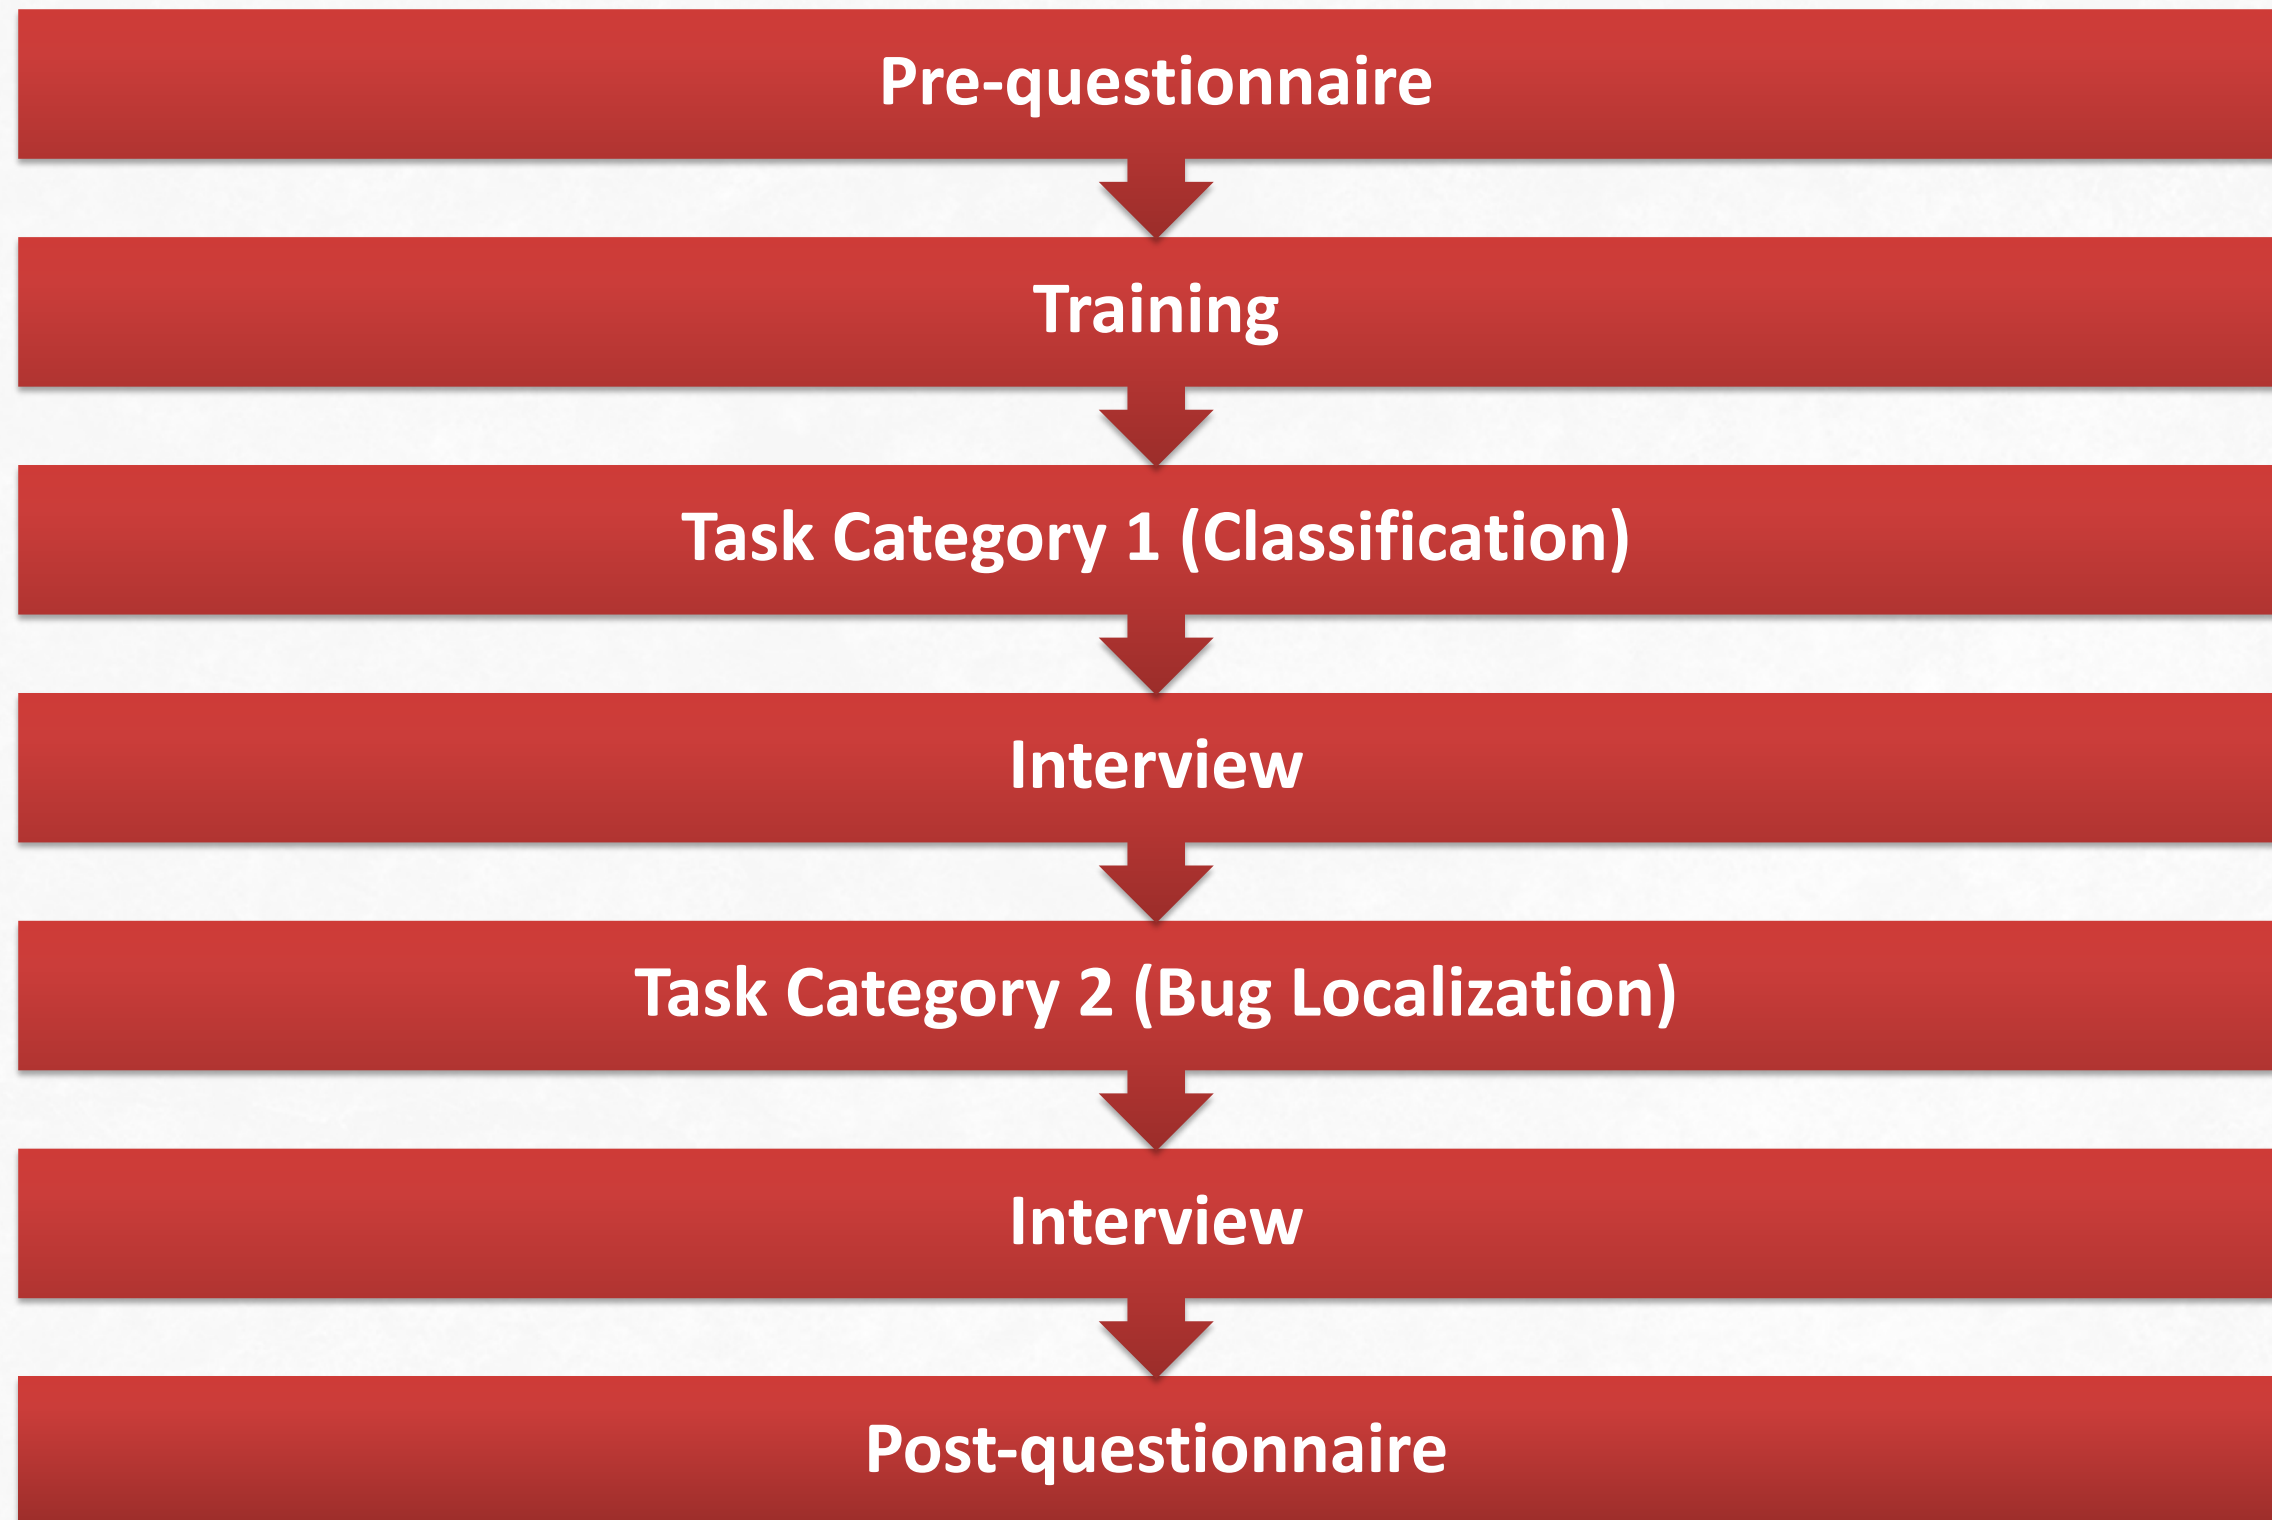 Pre-questionnaire
Training
Task Category 1 (Classification)
Interview
Task Category 2 (Bug Localization)
Interview
Post-questionnaire